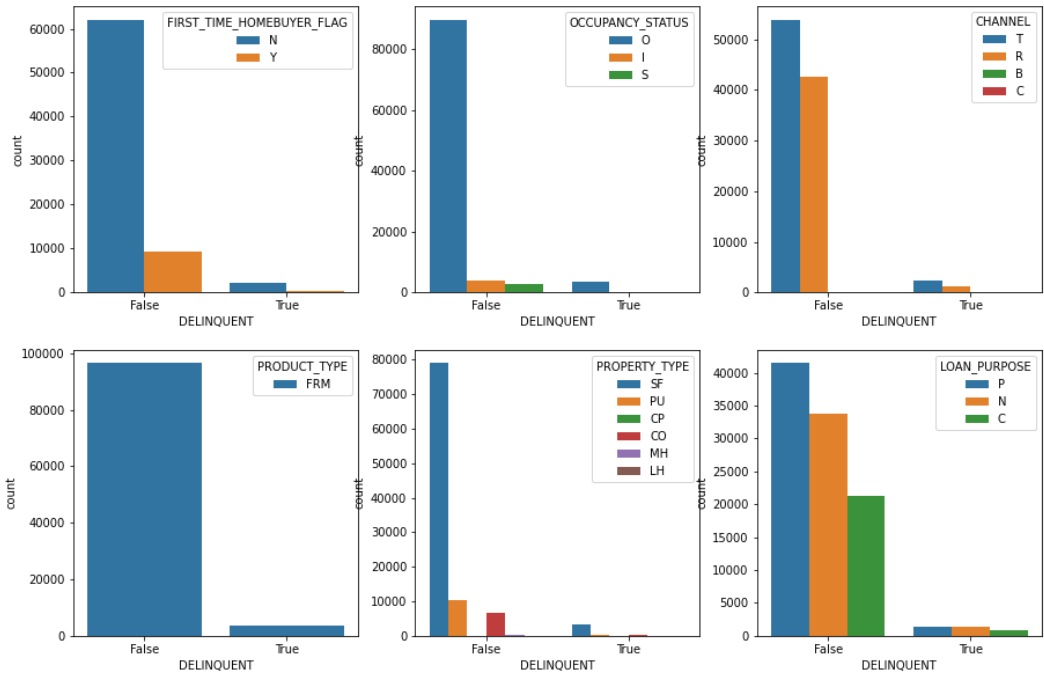 FIRST_TIME_HOMEBUYER_FLAG
N
Y
60000
50000
40000
30000
20000
10000
0
count
False True
DELINQUENT
OCCUPANCY_STATUS
O
I
S
80000
60000
40000
20000
0
count
False True
DELINQUENT
CHANNEL
T
R
B
C
50000
40000
30000
20000
10000
0
count
False True
DELINQUENT
PRODUCT_TYPE
FRM
100000
80000
60000
40000
20000
0
count
False True
DELINQUENT
PROPERTY_TYPE
SF
PU
CP
CO
MH
LH
80000
70000
60000
50000
40000
30000
20000
10000
0
count
False True
DELINQUENT
LOAN_PURPOSE
P
N
C
40000
35000
30000
25000
20000
15000
10000
5000
0
count
False True
DELINQUENT